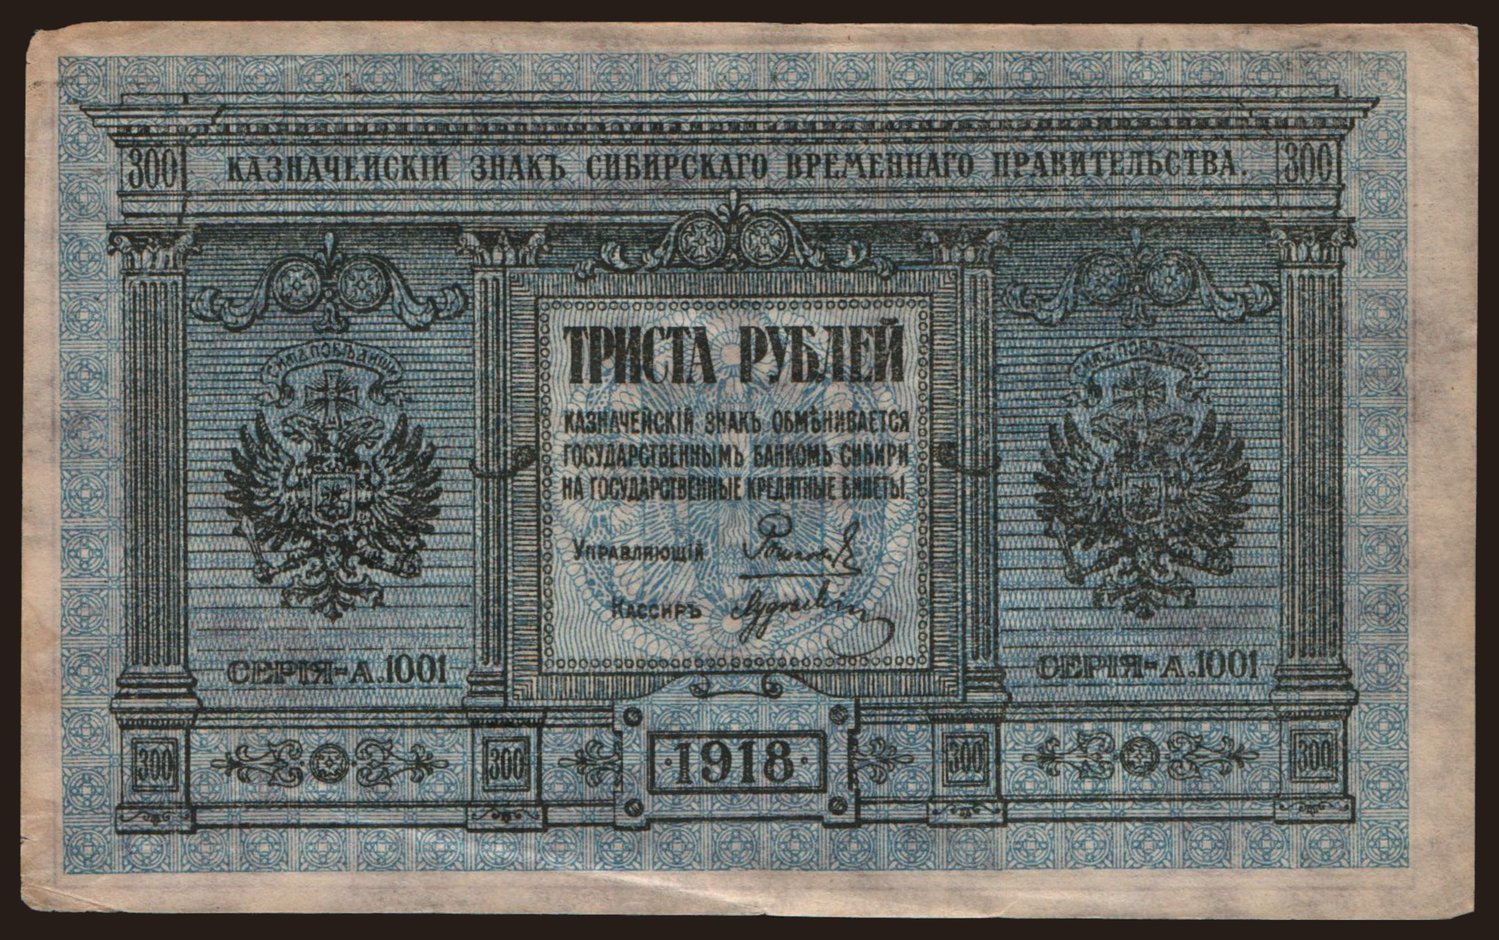 300 КАЗНАЧЕЙСКІЙ ЗНАКЪ СИБИРСКАГО ВРЕМЕННАГО ПРАВИТЕЛЬСТВА. 300
ТРИСТА РУБЛЕЙ
КАЗНАЧЕЙСКІЙ ЗНАКЪ ОБМѢНИВАЕТСЯ
ГОСУДАРСТВЕННЫМЪ БАНКОМЪ СИБИРИ
НА ГОСУДАРСТВЕННЫЕ КРЕДИТНЫЕ БИЛЕТЫ
УПРАВЛЯЮЩІЙ
КАССИРЪ
СЕРІЯ-А.1001 СЕРІЯ-А.1001
300 300 ·1918· 300 300